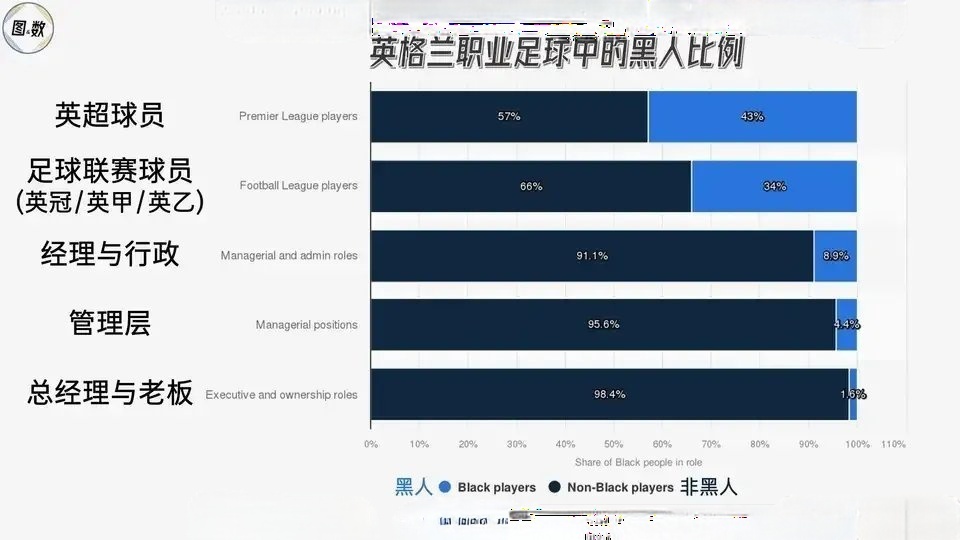 图&数
英格兰职业足球中的黑人比例
英超球员 Premier League players 57% 43%
足球联赛球员
(英冠/英甲/英乙) Football League players 66% 34%
经理与行政 Managerial and admin roles 91.1% 8.9%
管理层 Managerial positions 95.6% 4.4%
总经理与老板 Executive and ownership roles 98.4% 1.6%
0% 10% 20% 30% 40% 50% 60% 70% 80% 90% 100% 110%
Share of Black people in role
黑人 Black players Non-Black players 非黑人